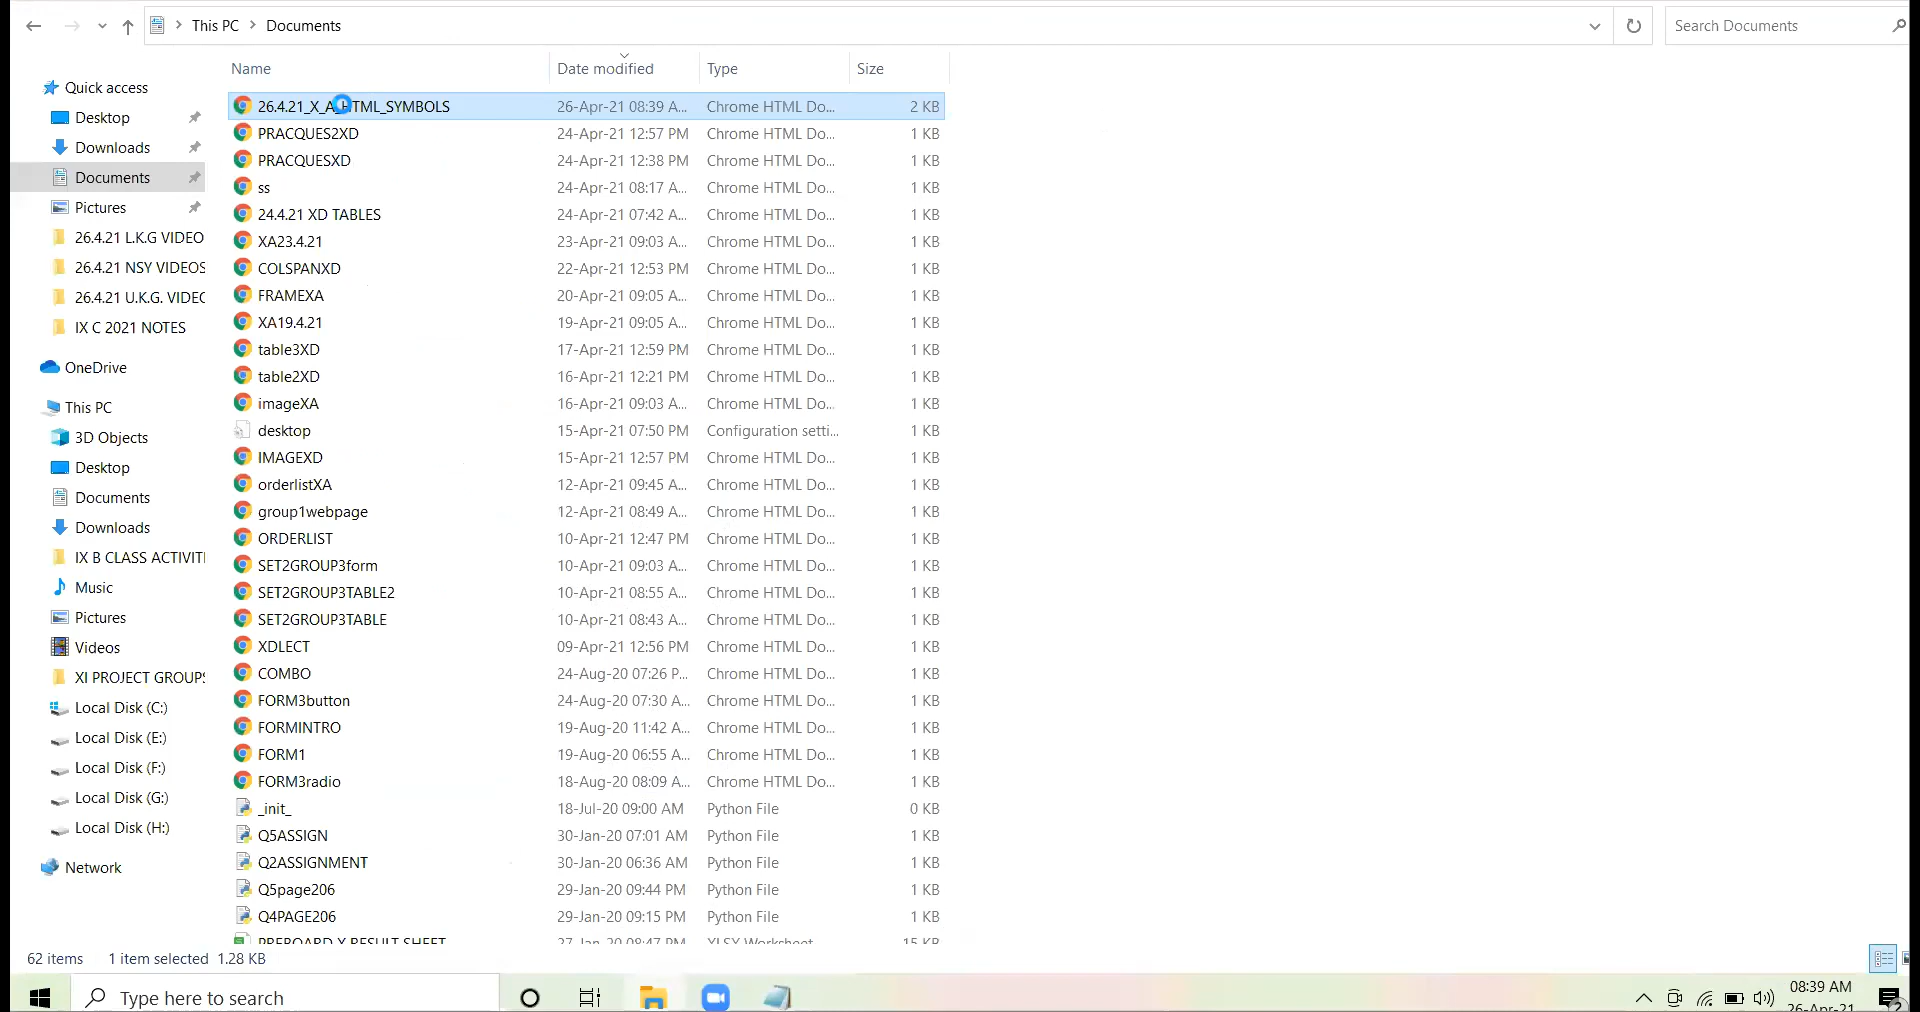 This PC > Documents
Search Documents
Name Date modified Type Size
Quick access
Desktop
Downloads
Documents
Pictures
26.4.21 L.K.G VIDEO
26.4.21 NSY VIDEOS
26.4.21 U.K.G. VIDEO
IX C 2021 NOTES
OneDrive
This PC
3D Objects
Desktop
Documents
Downloads
IX B CLASS ACTIVITI
Music
Pictures
Videos
XI PROJECT GROUPS
Local Disk (C:)
Local Disk (E:)
Local Disk (F:)
Local Disk (G:)
Local Disk (H:)
Network
26.4.21_X_A_HTML_SYMBOLS 26-Apr-21 08:39 A... Chrome HTML Do... 2 KB
PRACQUES2XD 24-Apr-21 12:57 PM Chrome HTML Do... 1 KB
PRACQUESXD 24-Apr-21 12:38 PM Chrome HTML Do... 1 KB
ss 24-Apr-21 08:17 A... Chrome HTML Do... 1 KB
24.4.21 XD TABLES 24-Apr-21 07:42 A... Chrome HTML Do... 1 KB
XA23.4.21 23-Apr-21 09:03 A... Chrome HTML Do... 1 KB
COLSPANXD 22-Apr-21 12:53 PM Chrome HTML Do... 1 KB
FRAMEXA 20-Apr-21 09:05 A... Chrome HTML Do... 1 KB
XA19.4.21 19-Apr-21 09:05 A... Chrome HTML Do... 1 KB
table3XD 17-Apr-21 12:59 PM Chrome HTML Do... 1 KB
table2XD 16-Apr-21 12:21 PM Chrome HTML Do... 1 KB
imageXA 16-Apr-21 09:03 A... Chrome HTML Do... 1 KB
desktop 15-Apr-21 07:50 PM Configuration setti... 1 KB
IMAGEXD 15-Apr-21 12:57 PM Chrome HTML Do... 1 KB
orderlistXA 12-Apr-21 09:45 A... Chrome HTML Do... 1 KB
group1webpage 12-Apr-21 08:49 A... Chrome HTML Do... 1 KB
ORDERLIST 10-Apr-21 12:47 PM Chrome HTML Do... 1 KB
SET2GROUP3form 10-Apr-21 09:03 A... Chrome HTML Do... 1 KB
SET2GROUP3TABLE2 10-Apr-21 08:55 A... Chrome HTML Do... 1 KB
SET2GROUP3TABLE 10-Apr-21 08:43 A... Chrome HTML Do... 1 KB
XDLECT 09-Apr-21 12:56 PM Chrome HTML Do... 1 KB
COMBO 24-Aug-20 07:26 P... Chrome HTML Do... 1 KB
FORM3button 24-Aug-20 07:30 A... Chrome HTML Do... 1 KB
FORMINTRO 19-Aug-20 11:42 A... Chrome HTML Do... 1 KB
FORM1 19-Aug-20 06:55 A... Chrome HTML Do... 1 KB
FORM3radio 18-Aug-20 08:09 A... Chrome HTML Do... 1 KB
_init_ 18-Jul-20 09:00 AM Python File 0 KB
Q5ASSIGN 30-Jan-20 07:01 AM Python File 1 KB
Q2ASSIGNMENT 30-Jan-20 06:36 AM Python File 1 KB
Q5page206 29-Jan-20 09:44 PM Python File 1 KB
Q4PAGE206 29-Jan-20 09:15 PM Python File 1 KB
PREBOARD X RESULT SHEET 27-Jan-20 08:47 PM XLSX Worksheet 15 KB
62 items 1 item selected 1.28 KB
Type here to search
08:39 AM
26-Apr-21
2